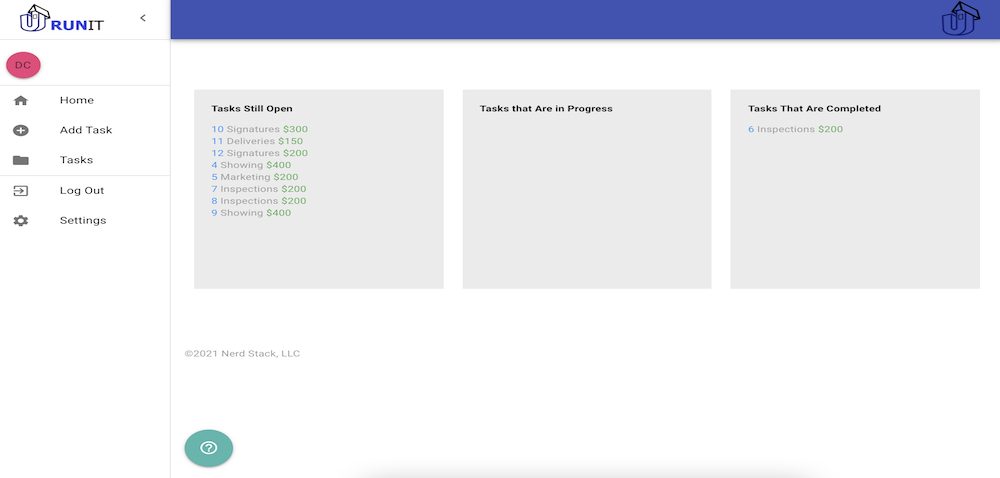 RUNIT
DC
Home
Add Task
Tasks
Log Out
Settings
Tasks Still Open
10 Signatures $300
11 Deliveries $150
12 Signatures $200
4 Showing $400
5 Marketing $200
7 Inspections $200
8 Inspections $200
9 Showing $400
Tasks that Are in Progress
Tasks That Are Completed
6 Inspections $200
©2021 Nerd Stack, LLC